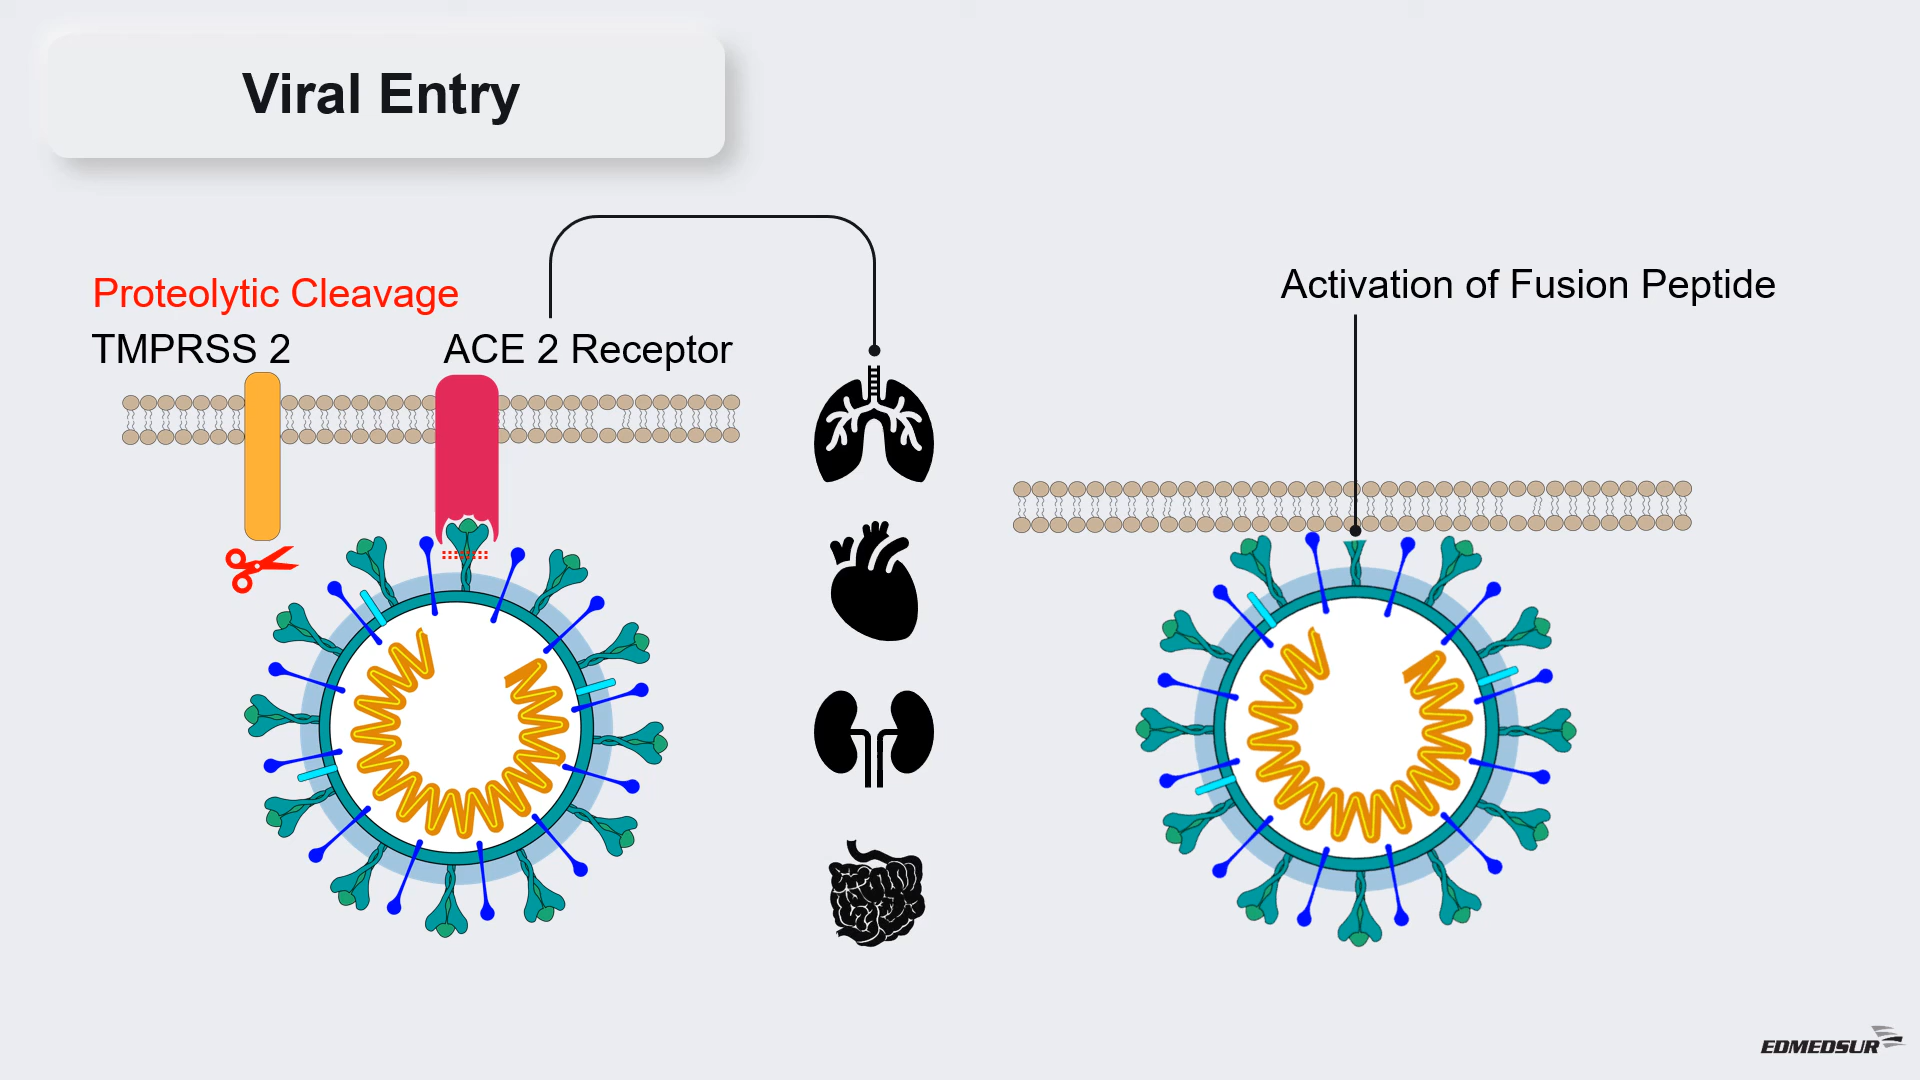 Viral Entry
Proteolytic Cleavage
TMPRSS 2
ACE 2 Receptor
Activation of Fusion Peptide
EDMEDSUR